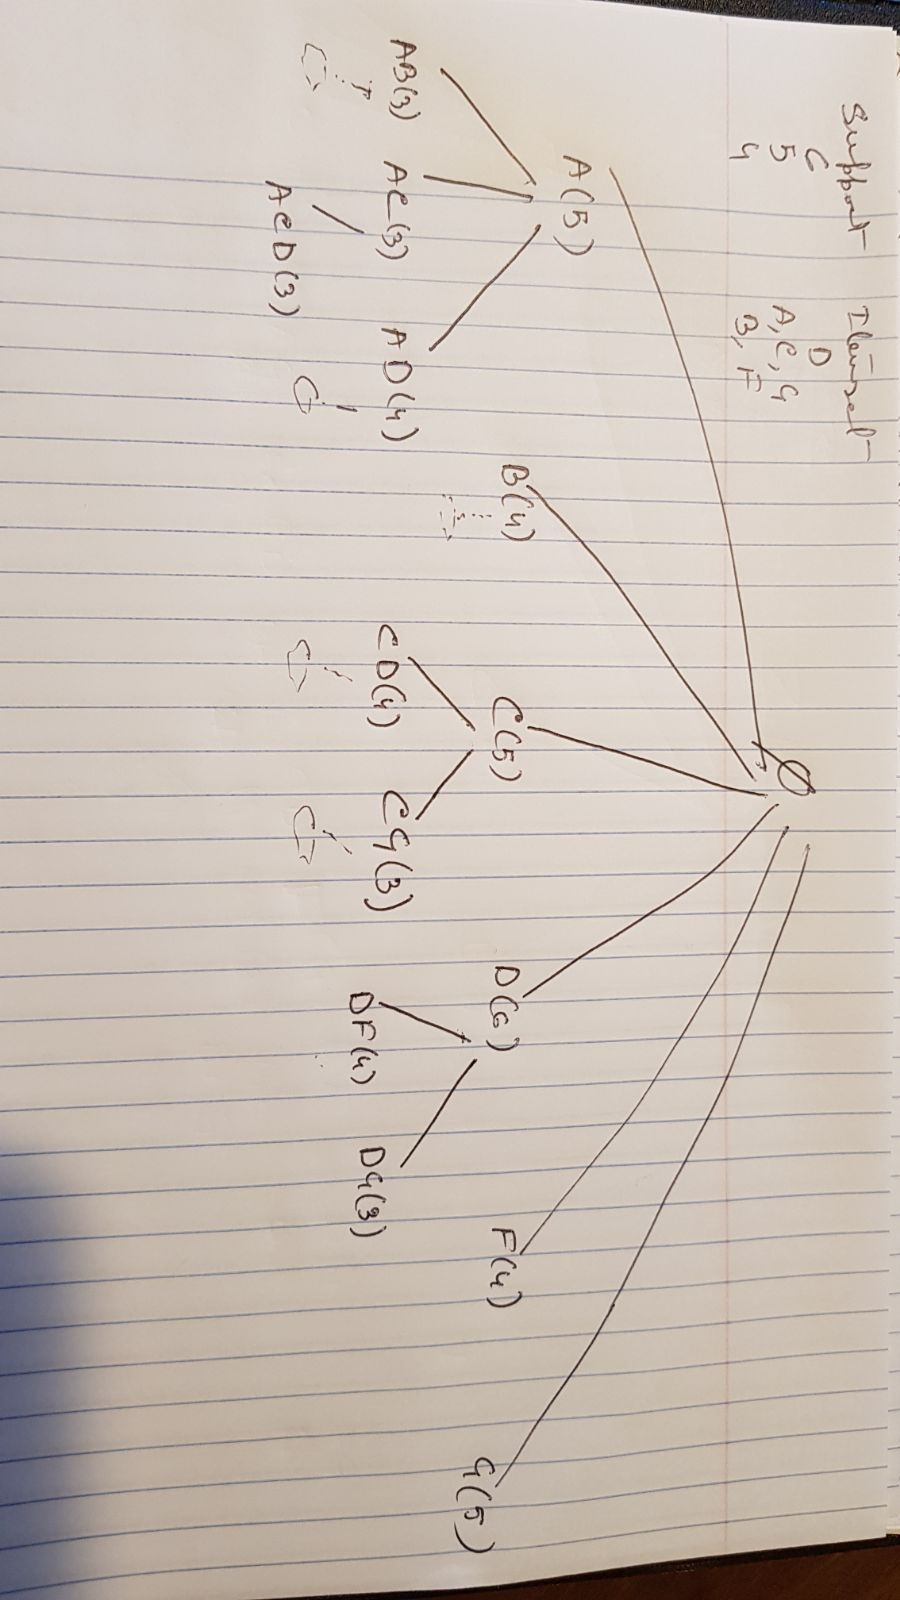 Support Itemset
6 D
5 A, C, G
4 B, F
Ø
A(5) B(4) C(5) D(6) F(4) G(5)
AB(3) AC(3) AD(4) CD(4) CG(3) DF(4) DG(3)
ACD(3)